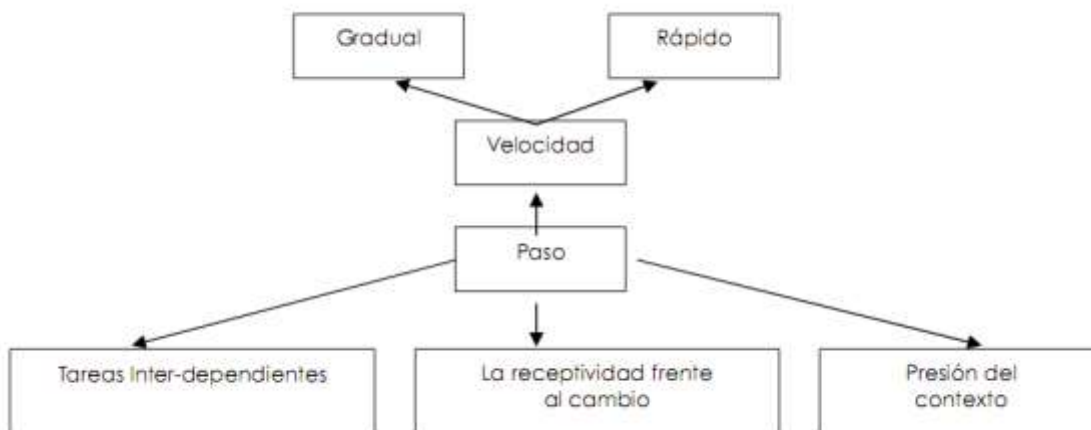 Gradual
Rápido
Velocidad
Paso
Tareas Inter-dependientes
La receptividad frente
al cambio
Presión del
contexto